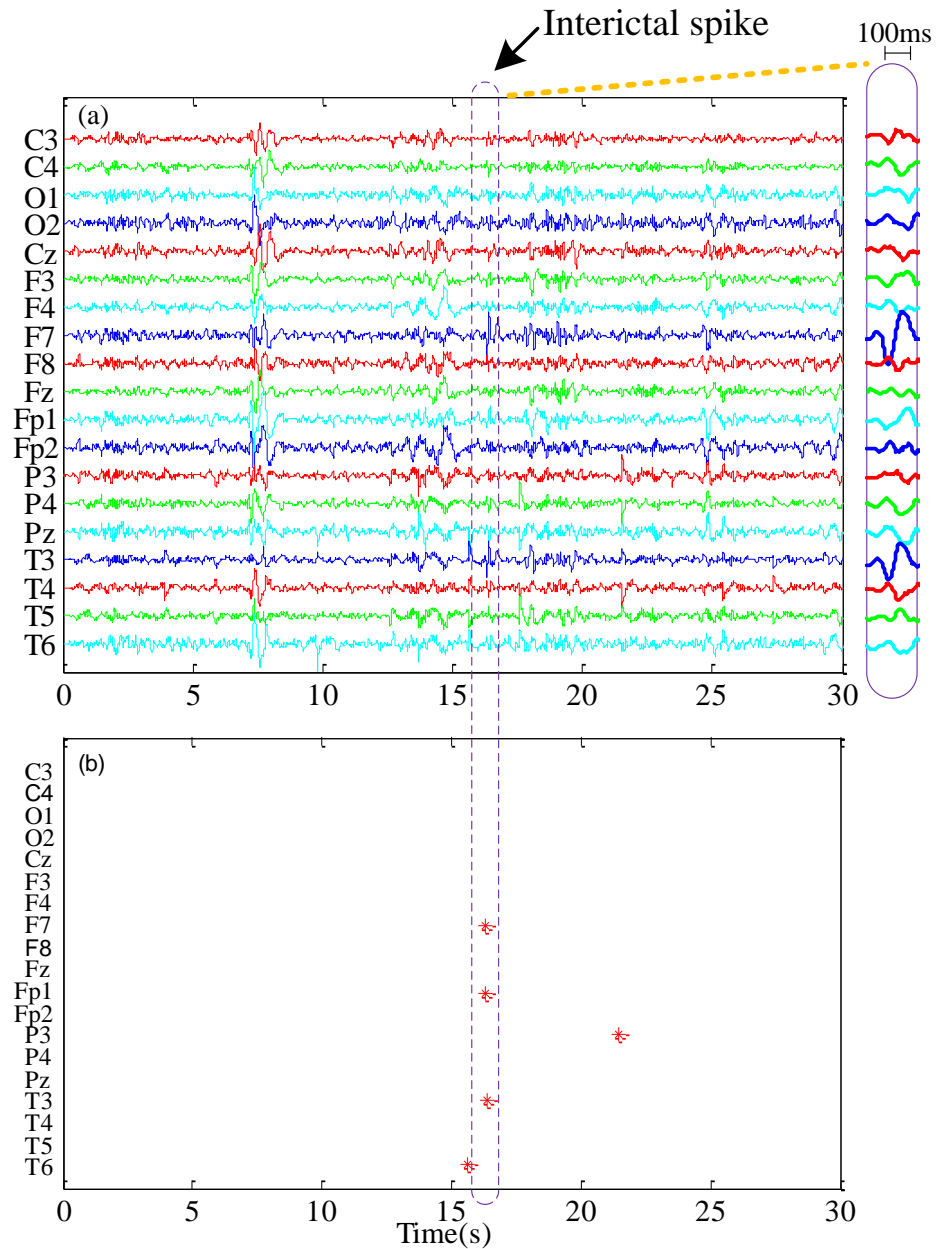 Interictal spike
100ms
(a)
C3
C4
O1
O2
Cz
F3
F4
F7
F8
Fz
Fp1
Fp2
P3
P4
Pz
T3
T4
T5
T6
0 5 10 15 20 25 30
(b)
C3
C4
O1
O2
Cz
F3
F4
F7
F8
Fz
Fp1
Fp2
P3
P4
Pz
T3
T4
T5
T6
0 5 10 15 20 25 30
Time(s)